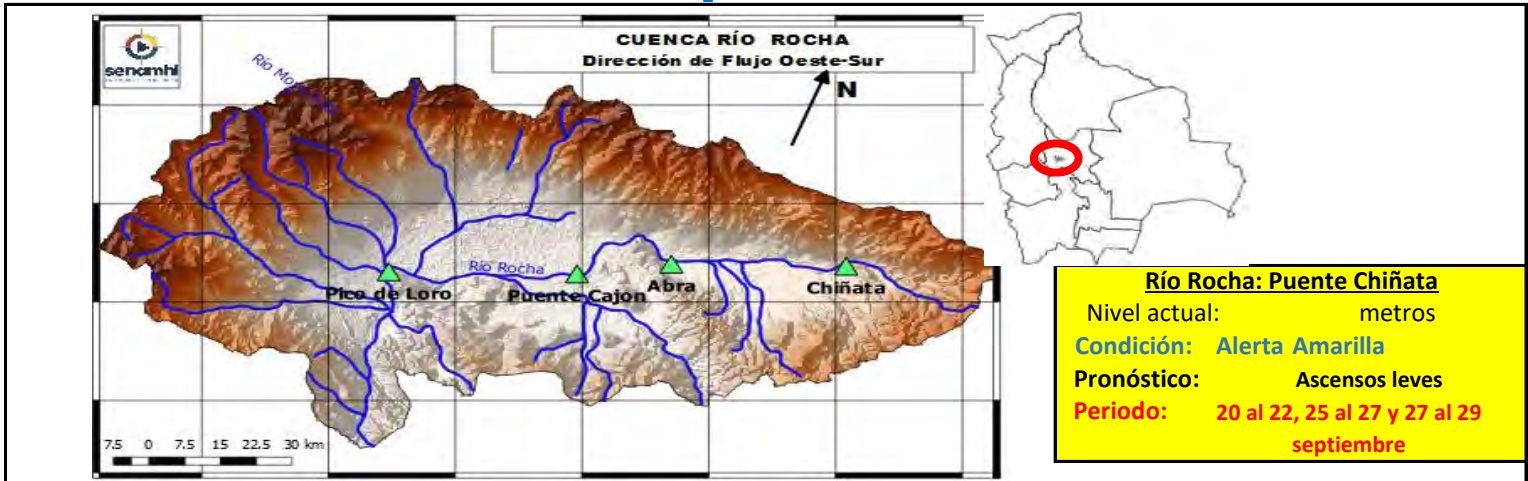 senamhi
CUENCA RÍO ROCHA
Dirección de Flujo Oeste-Sur
N
Río
Río Rocha
Pico de Loro
Puente Cajon
Abra
Chiñata
7.5 0 7.5 15 22.5 30 km
Río Rocha: Puente Chiñata
Nivel actual: metros
Condición: Alerta Amarilla
Pronóstico: Ascensos leves
Periodo: 20 al 22, 25 al 27 y 27 al 29
septiembre